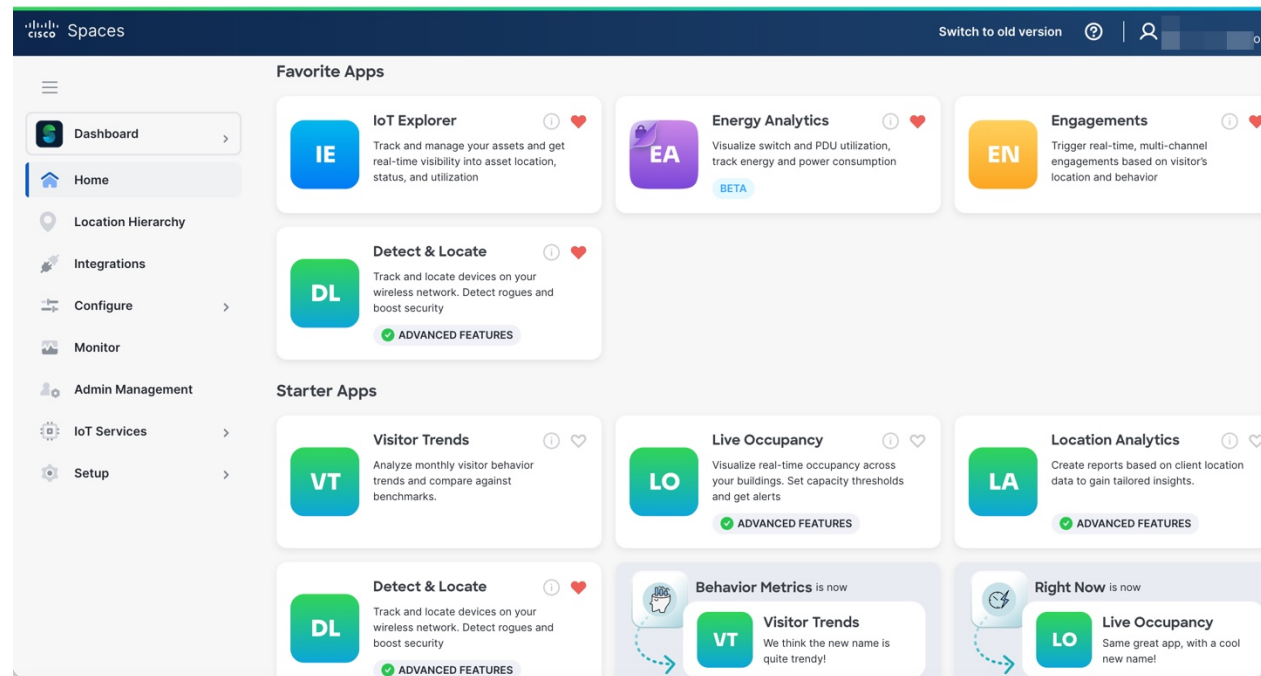 cisco Spaces
Switch to old version
Dashboard
Home
Location Hierarchy
Integrations
Configure
Monitor
Admin Management
IoT Services
Setup
Favorite Apps
IE
IoT Explorer
Track and manage your assets and get
real-time visibility into asset location,
status, and utilization
EA
Energy Analytics
Visualize switch and PDU utilization,
track energy and power consumption
BETA
EN
Engagements
Trigger real-time, multi-channel
engagements based on visitor's
location and behavior
DL
Detect & Locate
Track and locate devices on your
wireless network. Detect rogues and
boost security
ADVANCED FEATURES
Starter Apps
VT
Visitor Trends
Analyze monthly visitor behavior
trends and compare against
benchmarks.
LO
Live Occupancy
Visualize real-time occupancy across
your buildings. Set capacity thresholds
and get alerts
ADVANCED FEATURES
LA
Location Analytics
Create reports based on client location
data to gain tailored insights.
ADVANCED FEATURES
DL
Detect & Locate
Track and locate devices on your
wireless network. Detect rogues and
boost security
ADVANCED FEATURES
Behavior Metrics is now
VT
Visitor Trends
We think the new name is
quite trendy!
Right Now is now
LO
Live Occupancy
Same great app, with a cool
new name!